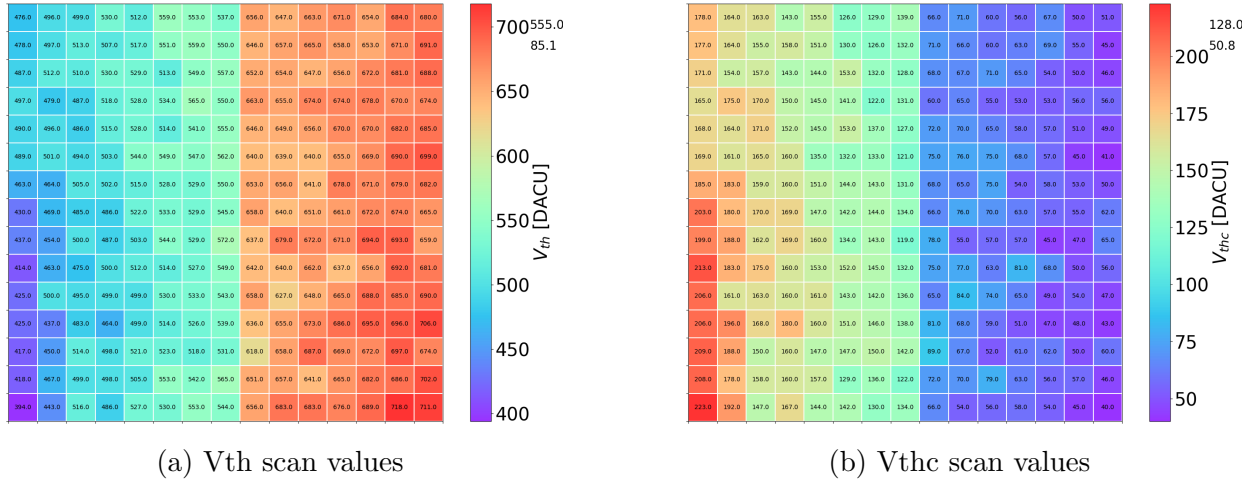 476.0 496.0 499.0 530.0 512.0 559.0 553.0 537.0 656.0 647.0 663.0 671.0 654.0 684.0 680.0
478.0 497.0 513.0 507.0 517.0 551.0 559.0 550.0 646.0 657.0 665.0 658.0 653.0 671.0 691.0
487.0 512.0 510.0 530.0 529.0 513.0 549.0 557.0 652.0 654.0 647.0 656.0 672.0 681.0 688.0
497.0 479.0 487.0 518.0 528.0 534.0 565.0 550.0 663.0 655.0 674.0 674.0 678.0 670.0 674.0
490.0 496.0 486.0 515.0 528.0 514.0 541.0 555.0 646.0 649.0 656.0 670.0 670.0 682.0 685.0
489.0 501.0 494.0 503.0 544.0 549.0 547.0 562.0 640.0 639.0 640.0 655.0 669.0 690.0 699.0
463.0 464.0 505.0 502.0 515.0 528.0 529.0 550.0 653.0 656.0 641.0 678.0 671.0 679.0 682.0
430.0 469.0 485.0 486.0 522.0 533.0 529.0 545.0 658.0 640.0 651.0 661.0 672.0 674.0 665.0
437.0 454.0 500.0 487.0 503.0 544.0 529.0 572.0 637.0 679.0 672.0 671.0 694.0 693.0 659.0
414.0 463.0 475.0 500.0 512.0 514.0 527.0 549.0 642.0 640.0 662.0 637.0 656.0 692.0 681.0
425.0 500.0 495.0 499.0 499.0 530.0 533.0 543.0 658.0 627.0 648.0 665.0 688.0 685.0 690.0
425.0 437.0 483.0 464.0 499.0 514.0 526.0 539.0 636.0 655.0 673.0 686.0 695.0 696.0 706.0
417.0 450.0 514.0 498.0 521.0 523.0 518.0 531.0 618.0 658.0 687.0 669.0 672.0 697.0 674.0
418.0 467.0 499.0 498.0 505.0 553.0 542.0 565.0 651.0 657.0 641.0 665.0 682.0 686.0 702.0
394.0 443.0 516.0 486.0 527.0 530.0 553.0 544.0 656.0 683.0 683.0 676.0 689.0 718.0 711.0
700
650
600
550
500
450
400
V_th [DACU]
555.0
85.1
178.0 164.0 163.0 143.0 155.0 126.0 129.0 139.0 66.0 71.0 60.0 56.0 67.0 50.0 51.0
177.0 164.0 155.0 158.0 151.0 130.0 126.0 132.0 71.0 66.0 60.0 63.0 69.0 55.0 45.0
171.0 154.0 157.0 143.0 144.0 153.0 132.0 128.0 68.0 67.0 71.0 65.0 54.0 50.0 46.0
165.0 175.0 170.0 150.0 145.0 141.0 122.0 131.0 60.0 65.0 55.0 53.0 53.0 56.0 56.0
168.0 164.0 171.0 152.0 145.0 153.0 137.0 127.0 72.0 70.0 65.0 58.0 57.0 51.0 49.0
169.0 161.0 165.0 160.0 135.0 132.0 133.0 121.0 75.0 76.0 75.0 68.0 57.0 45.0 41.0
185.0 183.0 159.0 160.0 151.0 144.0 143.0 131.0 68.0 65.0 75.0 54.0 58.0 53.0 50.0
203.0 180.0 170.0 169.0 147.0 142.0 144.0 134.0 66.0 76.0 70.0 63.0 57.0 55.0 62.0
199.0 188.0 162.0 169.0 160.0 143.0 143.0 119.0 78.0 55.0 57.0 57.0 45.0 47.0 65.0
213.0 183.0 175.0 160.0 153.0 152.0 145.0 132.0 75.0 77.0 63.0 81.0 68.0 50.0 56.0
206.0 161.0 163.0 160.0 161.0 143.0 142.0 136.0 65.0 84.0 74.0 65.0 49.0 54.0 47.0
206.0 196.0 168.0 180.0 160.0 151.0 146.0 138.0 81.0 68.0 59.0 51.0 47.0 48.0 43.0
209.0 188.0 150.0 160.0 147.0 147.0 150.0 142.0 89.0 67.0 52.0 61.0 62.0 50.0 60.0
208.0 178.0 158.0 160.0 157.0 129.0 136.0 122.0 72.0 70.0 79.0 63.0 56.0 57.0 46.0
223.0 192.0 147.0 167.0 144.0 142.0 130.0 134.0 66.0 54.0 56.0 58.0 54.0 45.0 40.0
200
175
150
125
100
75
50
V_thc [DACU]
128.0
50.8
(a) Vth scan values
(b) Vthc scan values